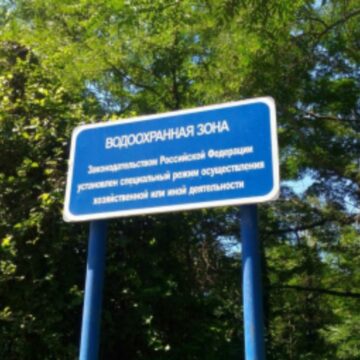 ВОДООХРАННАЯ ЗОНА
Законодательством Российской Федерации
установлен специальный режим осуществления
хозяйственной или иной деятельности